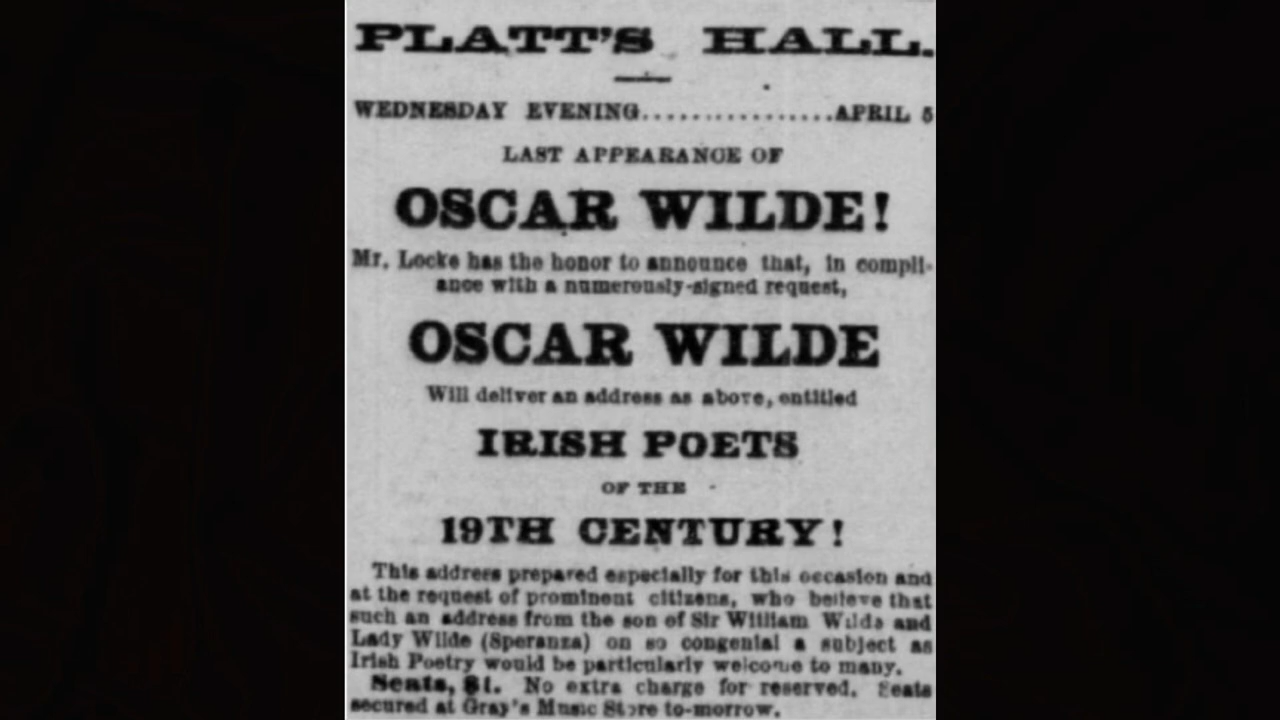 PLATT'S HALL.
WEDNESDAY EVENING...............APRIL 5
LAST APPEARANCE OF
OSCAR WILDE!
Mr. Locke has the honor to announce that, in compli-
ance with a numerously-signed request,
OSCAR WILDE
Will deliver an address as above, entitled
IRISH POETS
OF THE
19TH CENTURY!
This address prepared especially for this occasion and
at the request of prominent citizens, who believe that
such an address from the son of Sir William Wilde and
Lady Wilde (Speranza) on so congenial a subject as
Irish Poetry would be particularly welcome to many.
Seats, $1. No extra charge for reserved. Seats
secured at Gray's Music Store to-morrow.